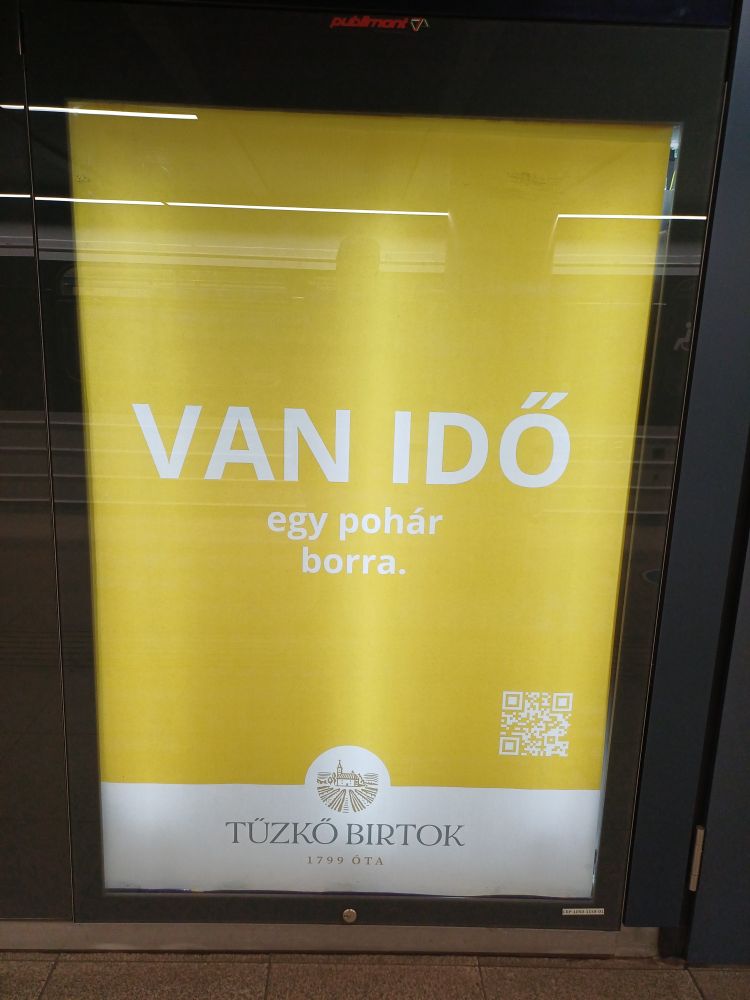 publimont
VAN IDŐ
egy pohár
borra.
TŰZKŐ BIRTOK
1799 ÓTA